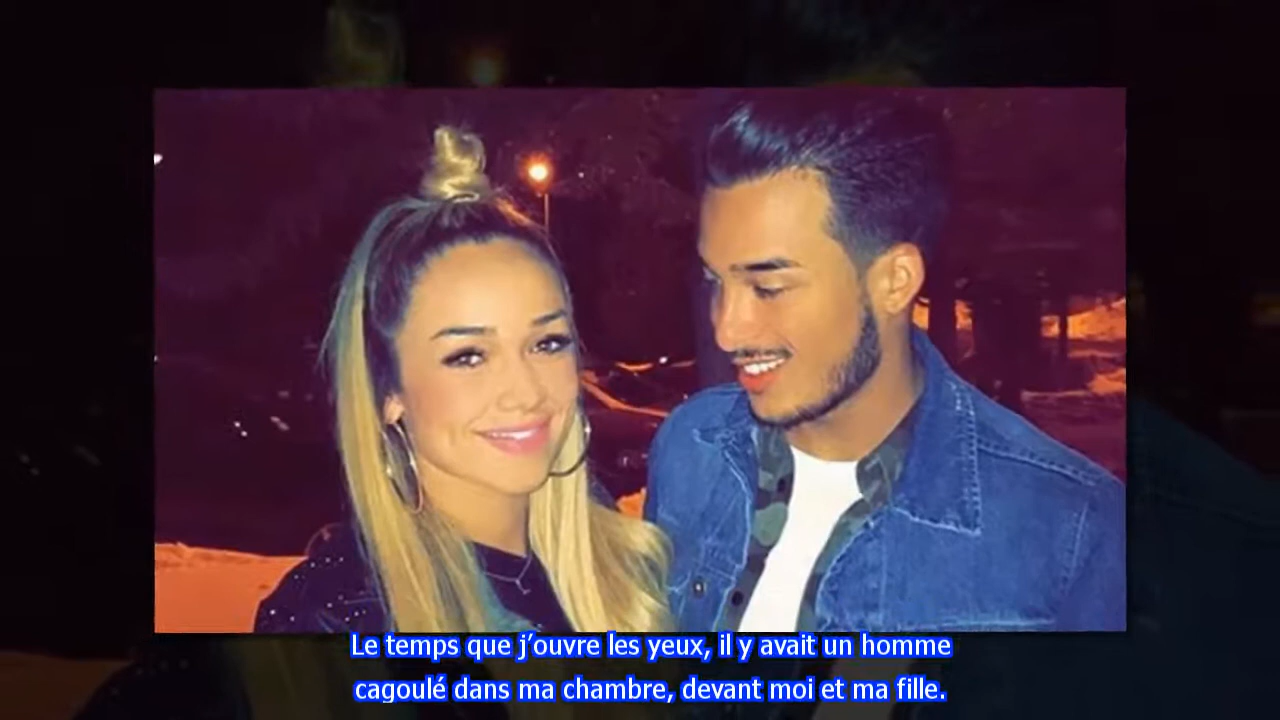 Le temps que j’ouvre les yeux, il y avait un homme
cagoulé dans ma chambre, devant moi et ma fille.